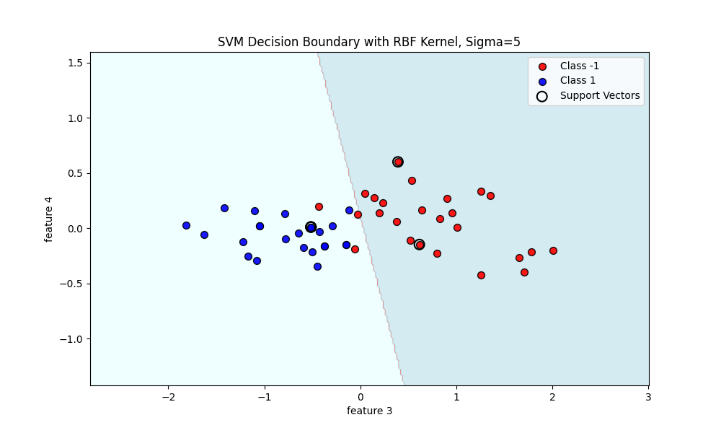 SVM Decision Boundary with RBF Kernel, Sigma=5
Class -1
Class 1
Support Vectors
1.5
1.0
0.5
0.0
−0.5
−1.0
feature 4
−2
−1
0
1
2
3
feature 3